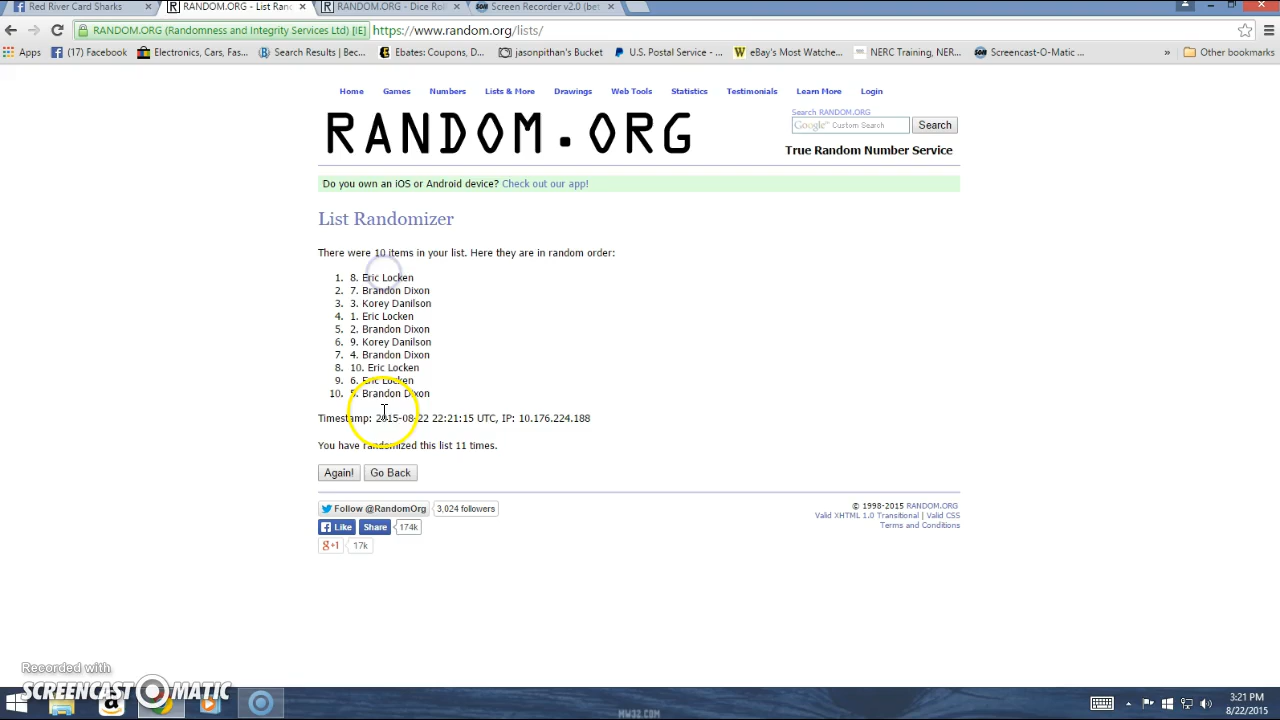 Red River Card Sharks
RANDOM.ORG - List Ran
RANDOM.ORG - Dice Rol
Screen Recorder v2.0 (bet
RANDOM.ORG (Randomness and Integrity Services Ltd) [IE]
https://www.random.org/lists/
Apps
(17) Facebook
Electronics, Cars, Fas...
Search Results | Bec...
Ebates: Coupons, D...
jasonpithan's Bucket
U.S. Postal Service - ...
eBay's Most Watche...
NERC Training, NER...
Screencast-O-Matic ...
»
Other bookmarks
Home Games Numbers Lists & More Drawings Web Tools Statistics Testimonials Learn More Login
RANDOM.ORG
Search RANDOM.ORG
Google™ Custom Search
Search
True Random Number Service
Do you own an iOS or Android device? Check out our app!
List Randomizer
There were 10 items in your list. Here they are in random order:
1. 8. Eric Locken
2. 7. Brandon Dixon
3. 3. Korey Danilson
4. 1. Eric Locken
5. 2. Brandon Dixon
6. 9. Korey Danilson
7. 4. Brandon Dixon
8. 10. Eric Locken
9. 6. Eric Locken
10. 5. Brandon Dixon
Timestamp: 2015-08-22 22:21:15 UTC, IP: 10.176.224.188
You have randomized this list 11 times.
Again! Go Back
Follow @RandomOrg 3,024 followers
Like Share 174k
g+1 17k
© 1998-2015 RANDOM.ORG
Valid XHTML 1.0 Transitional | Valid CSS
Terms and Conditions
Recorded with
SCREENCAST-O-MATIC
MW32.COM
3:21 PM
8/22/2015